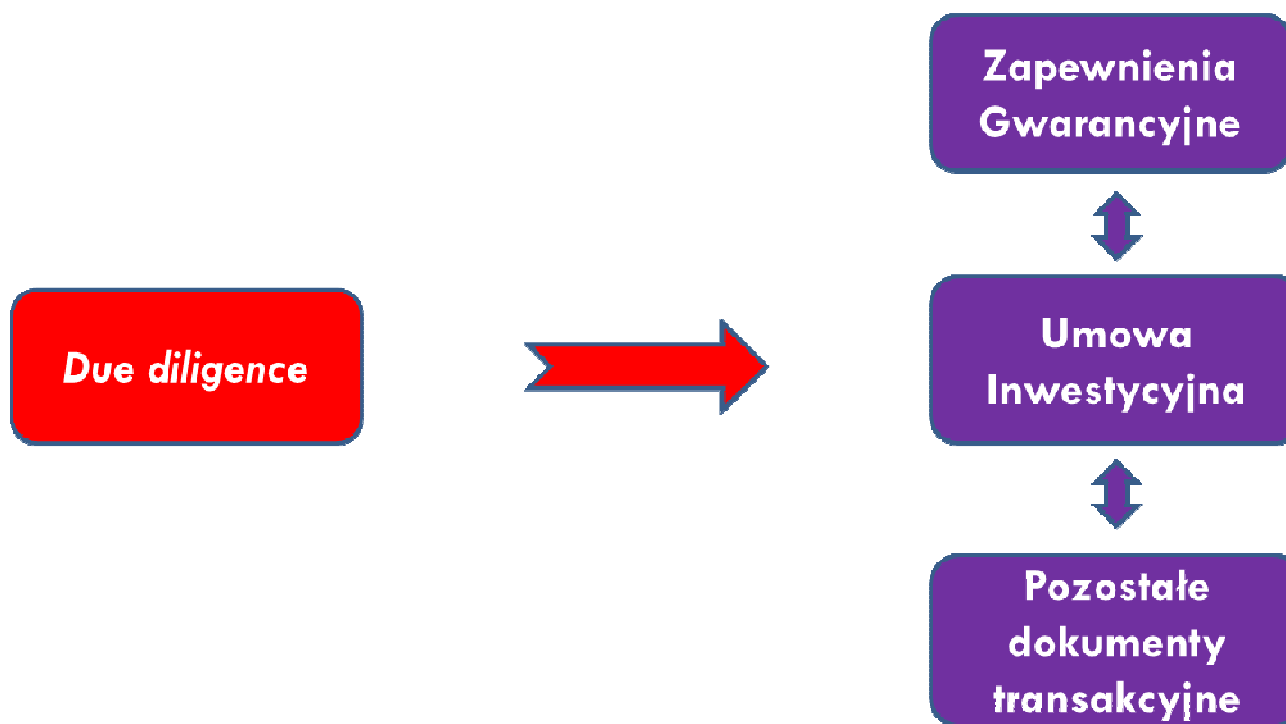 Zapewnienia
Gwarancyjne
Due diligence
Umowa
Inwestycyjna
Pozostałe
dokumenty
transakcyjne